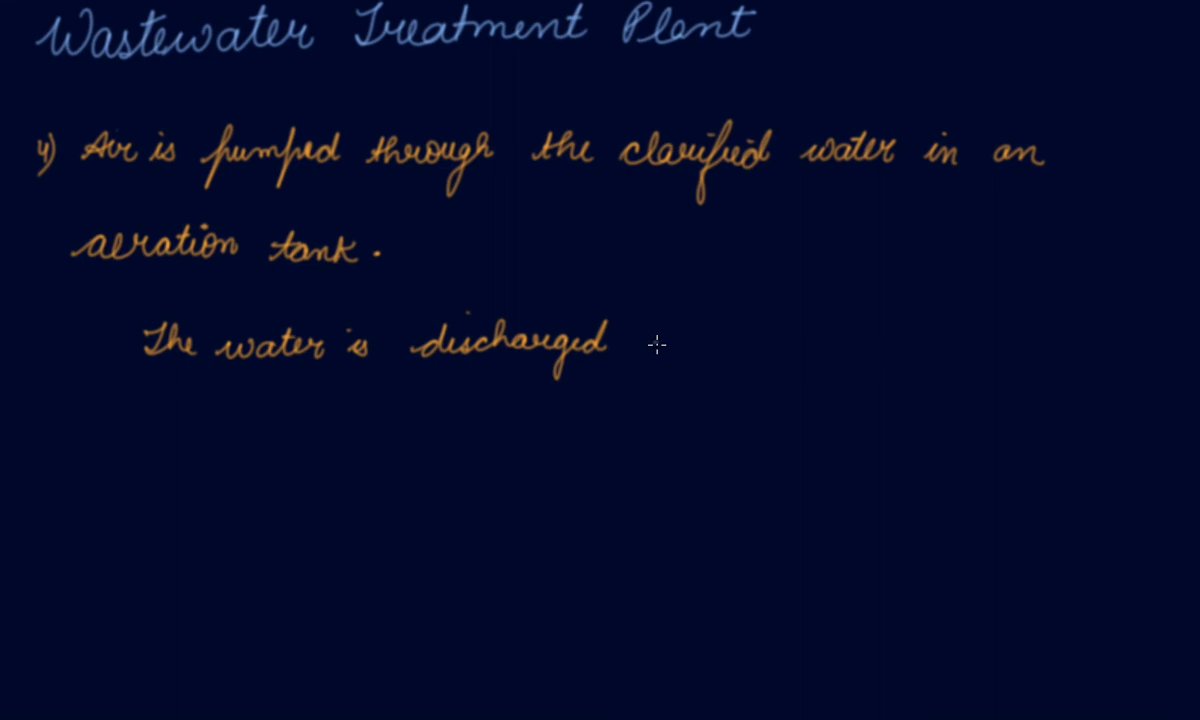 Wastewater Treatment Plant
4) Air is pumped through the clarified water in an
aeration tank.
The water is discharged